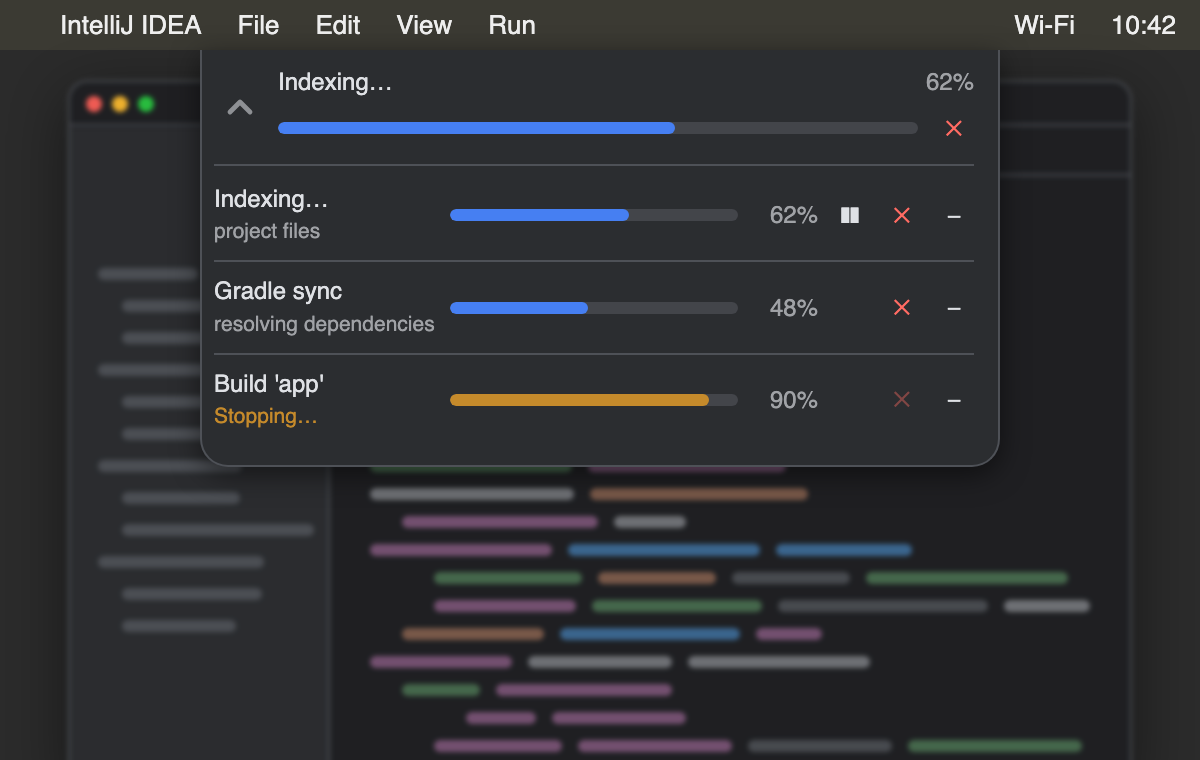 IntelliJ IDEA File Edit View Run Wi-Fi 10:42
Indexing… 62%
Indexing…
project files
62%
Gradle sync
resolving dependencies
48%
Build 'app'
Stopping…
90%